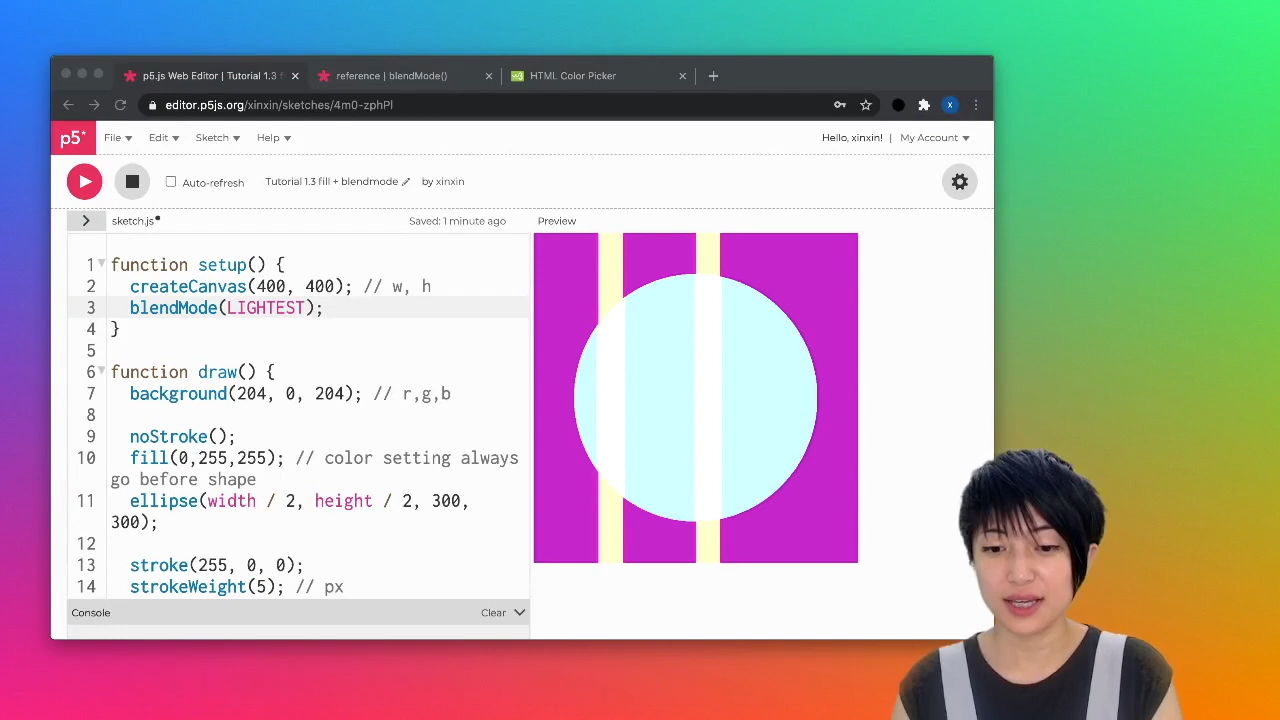 p5.js Web Editor | Tutorial 1.3
reference | blendMode()
HTML Color Picker
editor.p5js.org/xinxin/sketches/4m0-zphPl
X
p5*
File
Edit
Sketch
Help
Hello, xinxin!
|
My Account
Auto-refresh
Tutorial 1.3 fill + blendmode
by xinxin
sketch.js
Saved: 1 minute ago
Preview
1 function setup() {
2 createCanvas(400, 400); // w, h
3 blendMode(LIGHTEST);
4 }
5
6 function draw() {
7 background(204, 0, 204); // r,g,b
8
9 noStroke();
10 fill(0,255,255); // color setting always
go before shape
11 ellipse(width / 2, height / 2, 300,
300);
12
13 stroke(255, 0, 0);
14 strokeWeight(5); // px
Console
Clear